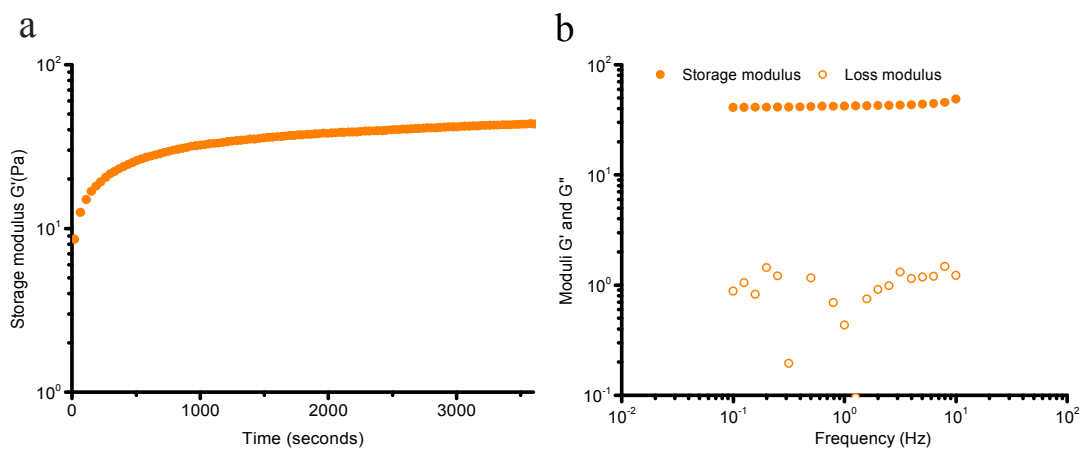 a
10²
10¹
10⁰
Storage modulus G'(Pa)
0
1000
2000
3000
Time (seconds)
b
Storage modulus
Loss modulus
10²
10¹
10⁰
10⁻¹
Moduli G' and G"
10⁻²
10⁻¹
10⁰
10¹
10²
Frequency (Hz)